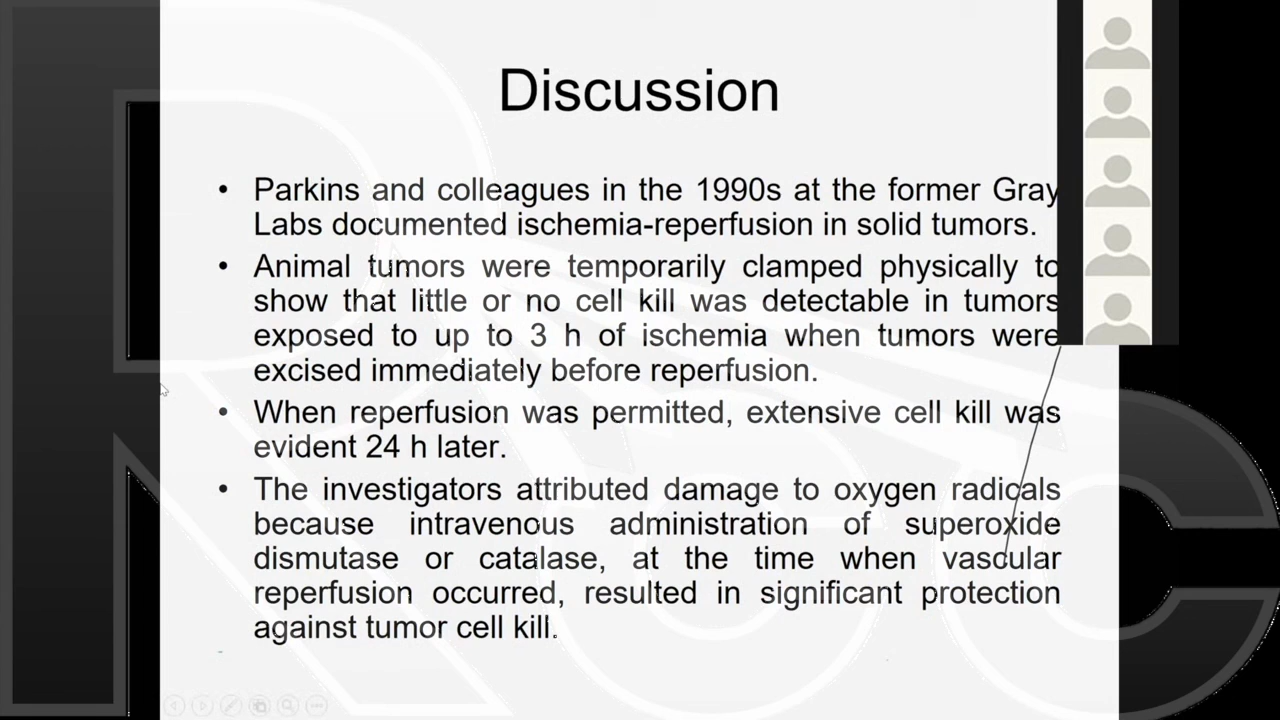 Discussion
• Parkins and colleagues in the 1990s at the former Gray
Labs documented ischemia-reperfusion in solid tumors.
• Animal tumors were temporarily clamped physically to
show that little or no cell kill was detectable in tumors
exposed to up to 3 h of ischemia when tumors were
excised immediately before reperfusion.
• When reperfusion was permitted, extensive cell kill was
evident 24 h later.
• The investigators attributed damage to oxygen radicals
because intravenous administration of superoxide
dismutase or catalase, at the time when vascular
reperfusion occurred, resulted in significant protection
against tumor cell kill.